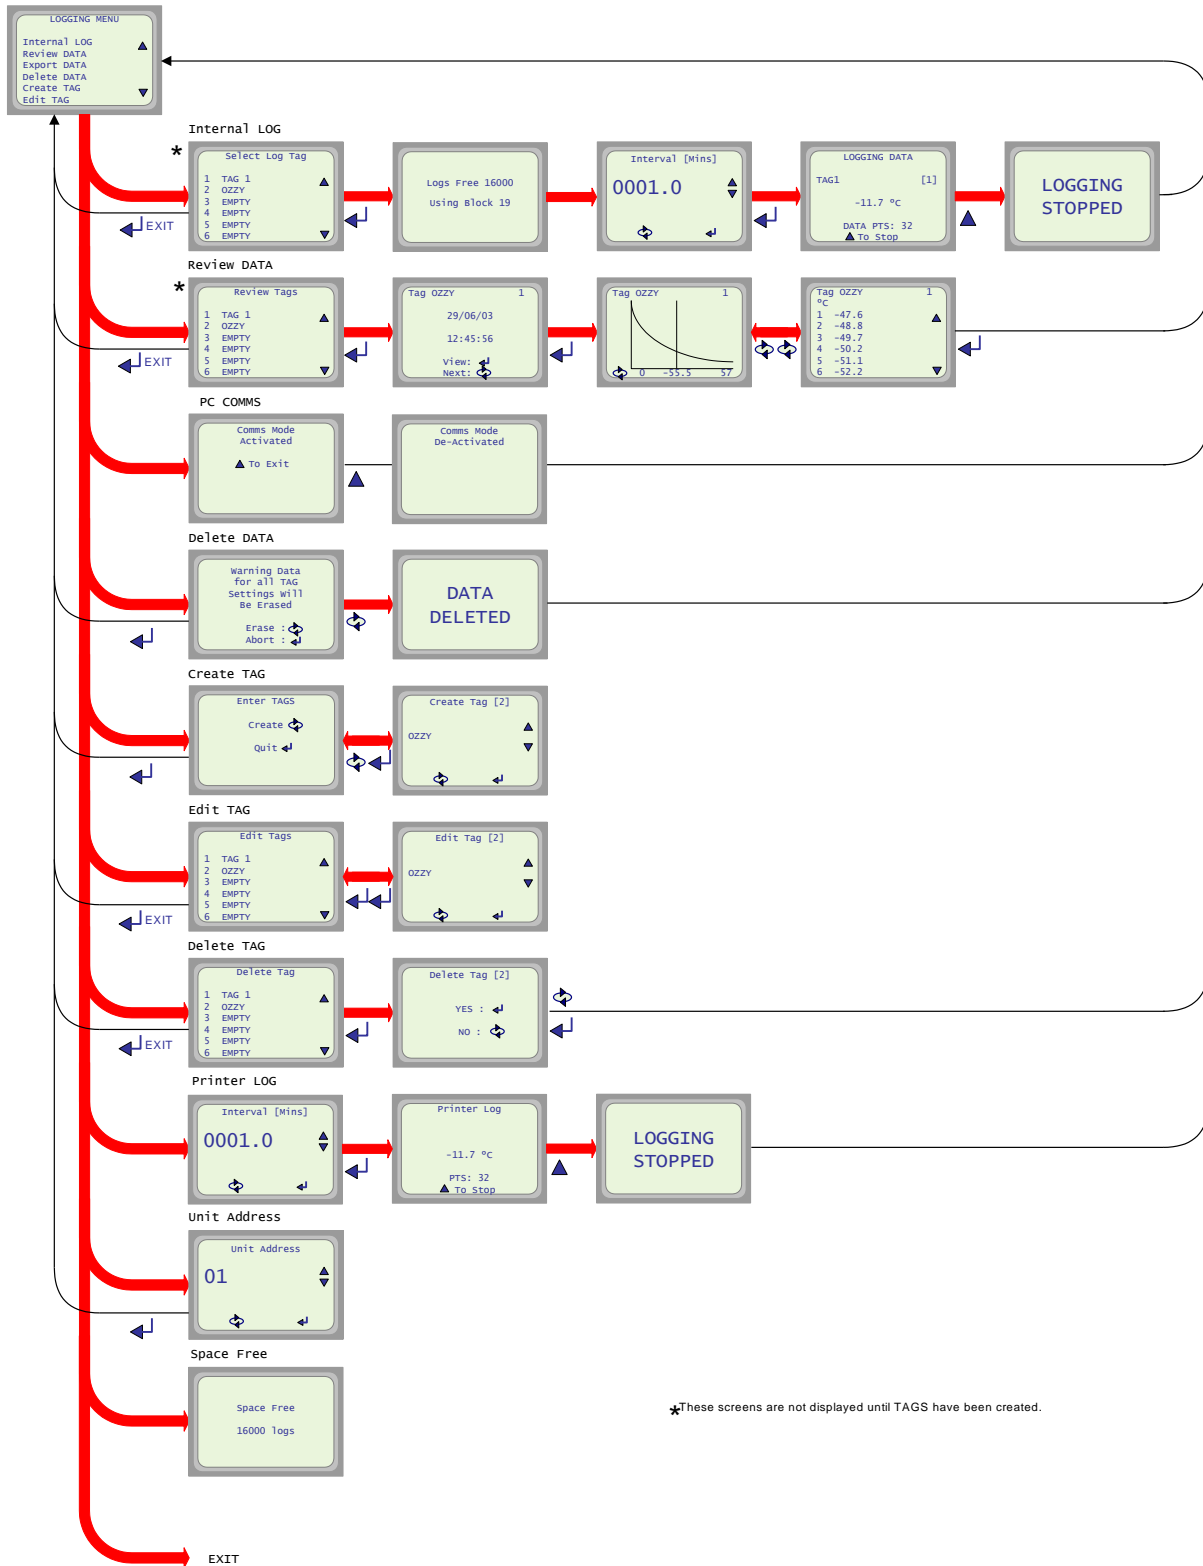 LOGGING MENU
Internal LOG
Review DATA
Export DATA
Delete DATA
Create TAG
Edit TAG
Internal LOG
*
Select Log Tag
1 TAG 1
2 OZZY
3 EMPTY
4 EMPTY
5 EMPTY
6 EMPTY
EXIT
Logs Free 16000
Using Block 19
Interval [Mins]
0001.0
LOGGING DATA
TAG1 [1]
-11.7 ºC
DATA PTS: 32
To Stop
LOGGING
STOPPED
Review DATA
*
Review Tags
1 TAG 1
2 OZZY
3 EMPTY
4 EMPTY
5 EMPTY
6 EMPTY
EXIT
Tag OZZY 1
29/06/03
12:45:56
View:
Next:
Tag OZZY 1
0 -55.5 57
Tag OZZY 1
ºC
1 -47.6
2 -48.8
3 -49.7
4 -50.2
5 -51.1
6 -52.2
PC COMMS
Comms Mode
Activated
To Exit
Comms Mode
De-Activated
Delete DATA
Warning Data
for all TAG
Settings Will
Be Erased
Erase :
Abort :
DATA
DELETED
Create TAG
Enter TAGS
Create
Quit
Create Tag [2]
OZZY
Edit TAG
Edit Tags
1 TAG 1
2 OZZY
3 EMPTY
4 EMPTY
5 EMPTY
6 EMPTY
EXIT
Edit Tag [2]
OZZY
Delete TAG
Delete Tag
1 TAG 1
2 OZZY
3 EMPTY
4 EMPTY
5 EMPTY
6 EMPTY
EXIT
Delete Tag [2]
YES :
NO :
Printer LOG
Interval [Mins]
0001.0
Printer Log
-11.7 ºC
PTS: 32
To Stop
LOGGING
STOPPED
Unit Address
Unit Address
01
Space Free
Space Free
16000 logs
*These screens are not displayed until TAGS have been created.
EXIT